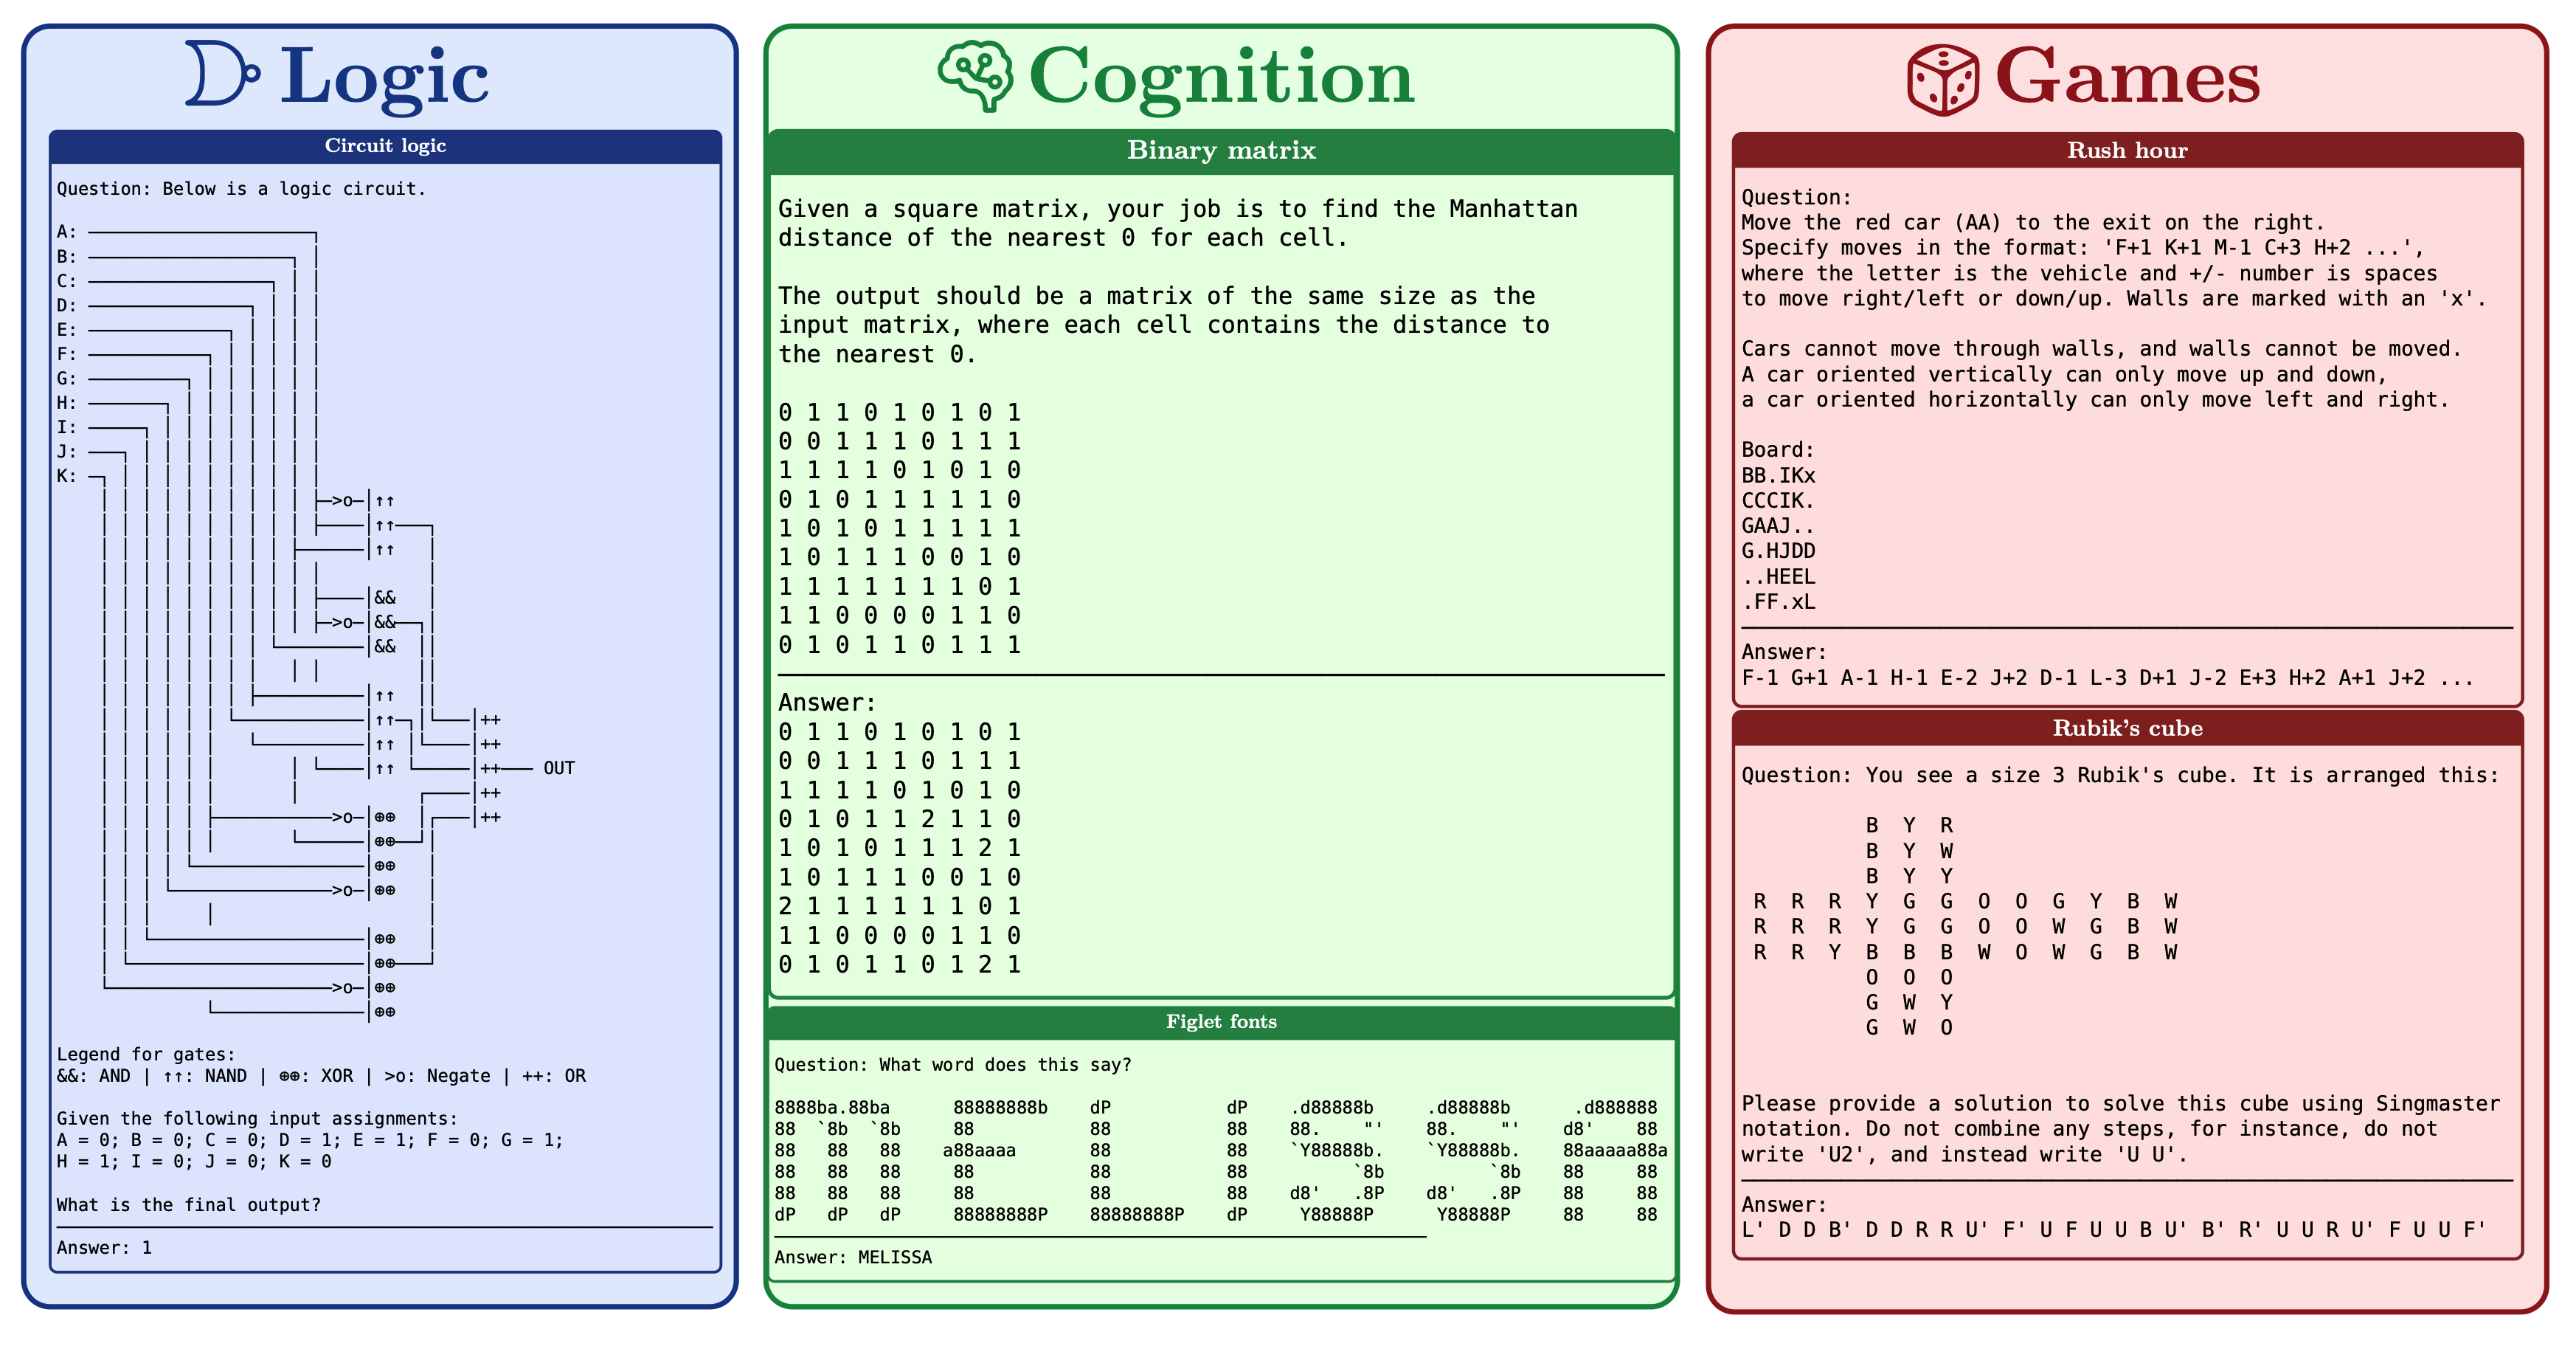 Logic
Circuit logic
Question: Below is a logic circuit.
A:
B:
C:
D:
E:
F:
G:
H:
I:
J:
K:
>o-|↑↑
|↑↑
|↑↑
|&&
>o-|&&
|&&
|↑↑
|↑↑ |++
|↑↑ |++
|↑↑ |++ OUT
|++
>o-|⊕⊕ |++
|⊕⊕
|⊕⊕
>o-|⊕⊕
|⊕⊕
|⊕⊕
>o-|⊕⊕
|⊕⊕
Legend for gates:
&&: AND | ↑↑: NAND | ⊕⊕: XOR | >o: Negate | ++: OR
Given the following input assignments:
A = 0; B = 0; C = 0; D = 1; E = 1; F = 0; G = 1;
H = 1; I = 0; J = 0; K = 0
What is the final output?
Answer: 1
Cognition
Binary matrix
Given a square matrix, your job is to find the Manhattan
distance of the nearest 0 for each cell.
The output should be a matrix of the same size as the
input matrix, where each cell contains the distance to
the nearest 0.
0 1 1 0 1 0 1 0 1
0 0 1 1 1 0 1 1 1
1 1 1 1 0 1 0 1 0
0 1 0 1 1 1 1 1 0
1 0 1 0 1 1 1 1 1
1 0 1 1 1 0 0 1 0
1 1 1 1 1 1 1 0 1
1 1 0 0 0 0 1 1 0
0 1 0 1 1 0 1 1 1
Answer:
0 1 1 0 1 0 1 0 1
0 0 1 1 1 0 1 1 1
1 1 1 1 0 1 0 1 0
0 1 0 1 1 2 1 1 0
1 0 1 0 1 1 1 2 1
1 0 1 1 1 0 0 1 0
2 1 1 1 1 1 1 0 1
1 1 0 0 0 0 1 1 0
0 1 0 1 1 0 1 2 1
Figlet fonts
Question: What word does this say?
8888ba.88ba      88888888b    dP           dP    .d88888b     .d88888b      .d888888
88  `8b  `8b     88           88           88    88.    "'    88.    "'    d8'    88
88   88   88    a88aaaa       88           88    `Y88888b.    `Y88888b.    88aaaaa88a
88   88   88     88           88           88          `8b          `8b    88     88
88   88   88     88           88           88    d8'   .8P    d8'   .8P    88     88
dP   dP   dP     88888888P    88888888P    dP     Y88888P      Y88888P     88     88
Answer: MELISSA
Games
Rush hour
Question:
Move the red car (AA) to the exit on the right.
Specify moves in the format: 'F+1 K+1 M-1 C+3 H+2 ...',
where the letter is the vehicle and +/- number is spaces
to move right/left or down/up. Walls are marked with an 'x'.
Cars cannot move through walls, and walls cannot be moved.
A car oriented vertically can only move up and down,
a car oriented horizontally can only move left and right.
Board:
BB.IKx
CCCIK.
GAAJ..
G.HJDD
..HEEL
.FF.xL
Answer:
F-1 G+1 A-1 H-1 E-2 J+2 D-1 L-3 D+1 J-2 E+3 H+2 A+1 J+2 ...
Rubik's cube
Question: You see a size 3 Rubik's cube. It is arranged this:
B Y R
B Y W
B Y Y
R R R Y G G O O G Y B W
R R R Y G G O O W G B W
R R Y B B B W O W G B W
O O O
G W Y
G W O
Please provide a solution to solve this cube using Singmaster
notation. Do not combine any steps, for instance, do not
write 'U2', and instead write 'U U'.
Answer:
L' D D B' D D R R U' F' U F U U B U' B' R' U U R U' F U U F'